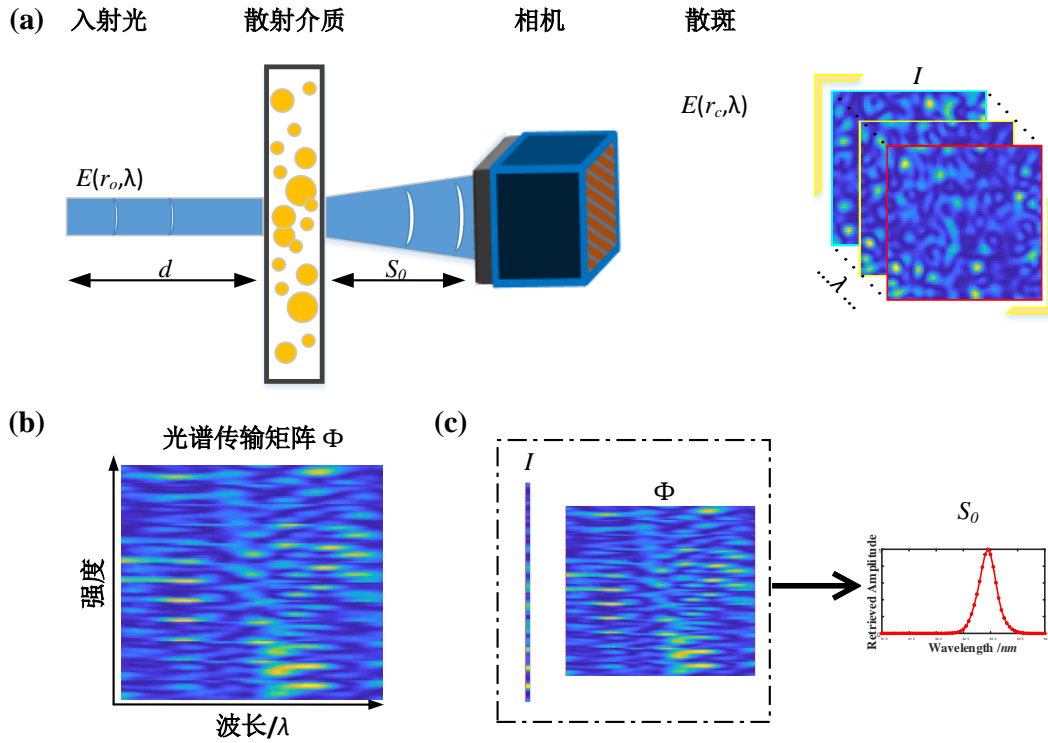 (a) 入射光 散射介质 相机 散斑
I
E(r_c,λ)
E(r_o,λ)
d
S_0
...λ...
(b) (c)
光谱传输矩阵 Φ
强度
波长/λ
I
Φ
S_0
Retrieved Amplitude
Wavelength /nm